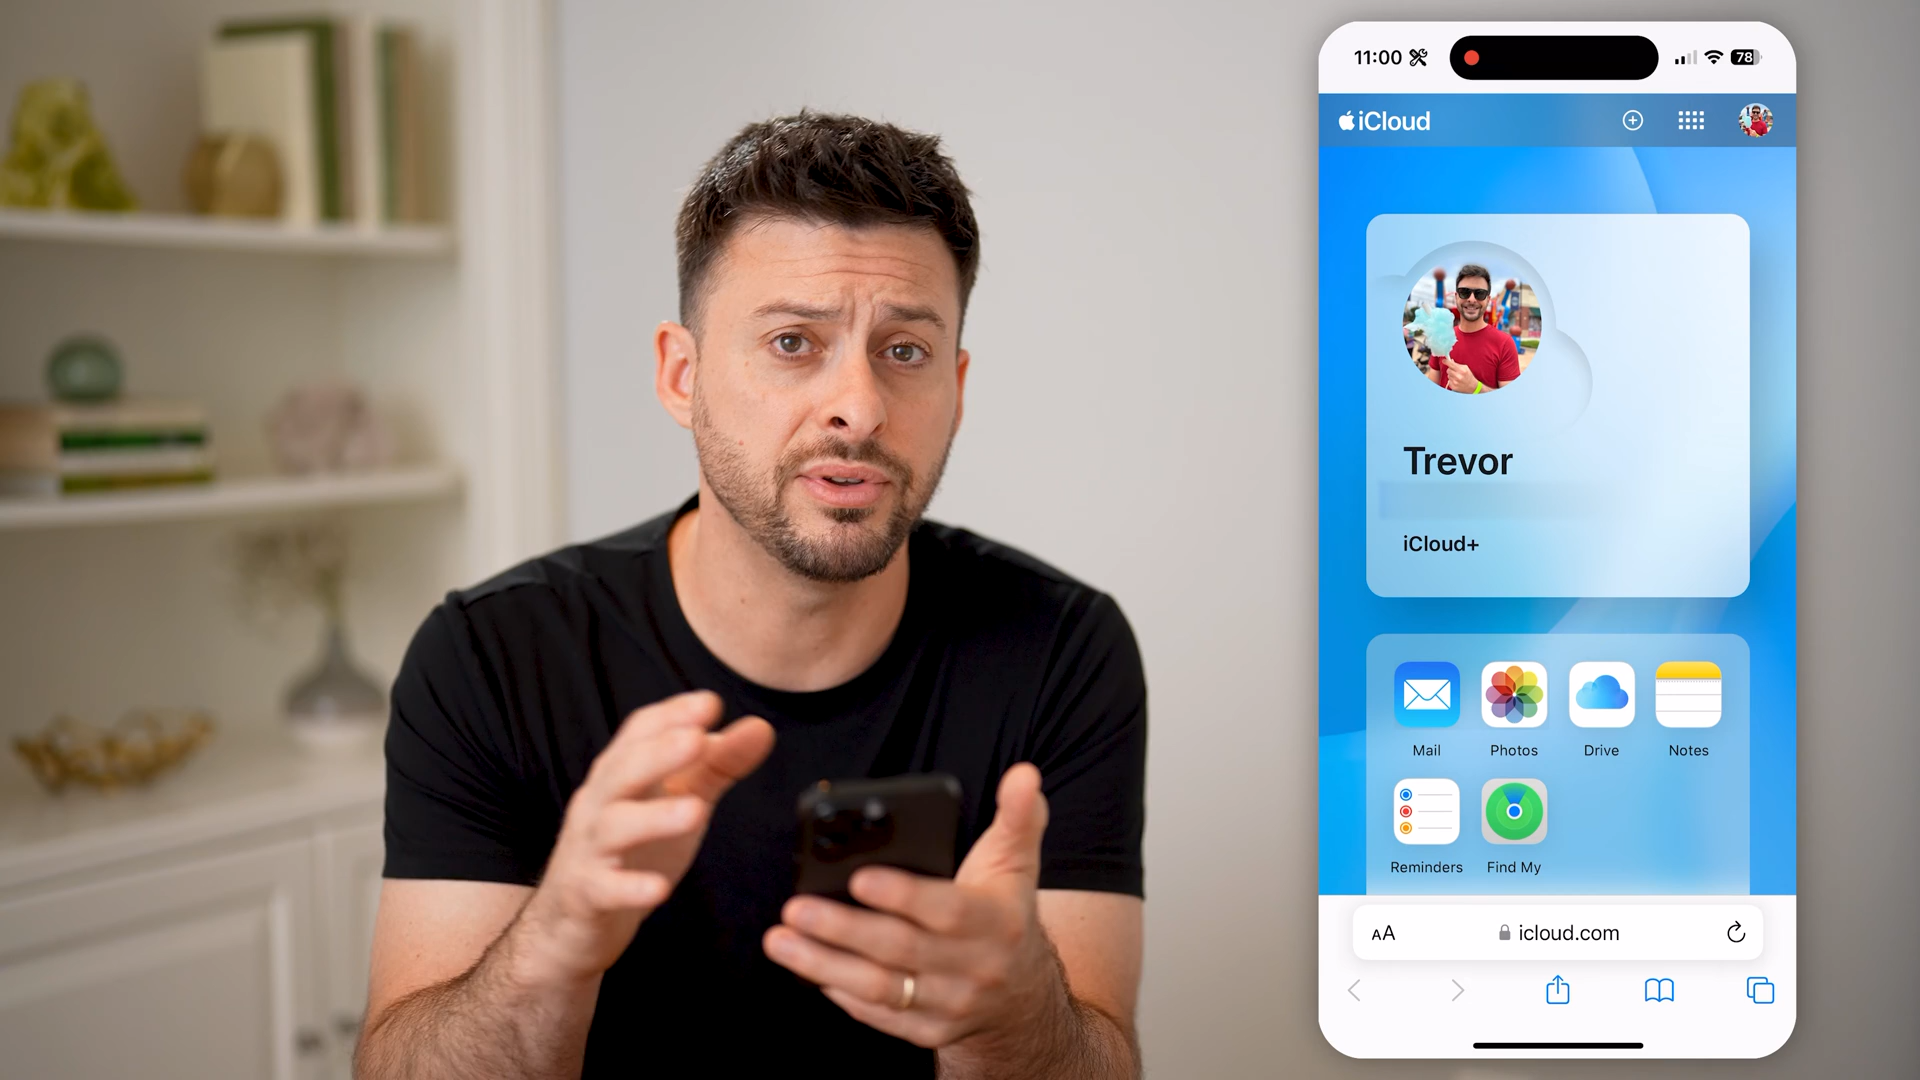 11:00
78
iCloud
Trevor
iCloud+
Mail
Photos
Drive
Notes
Reminders
Find My
AA
icloud.com